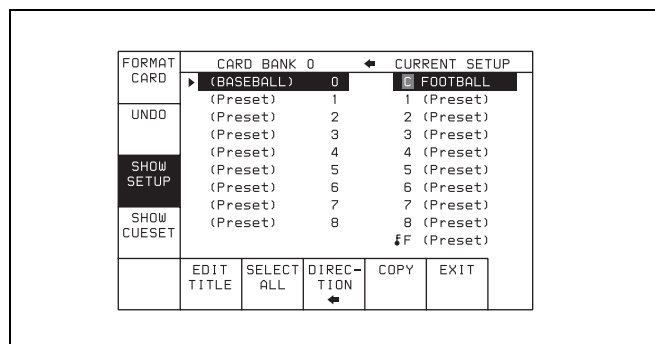 FORMAT CARD
UNDO
SHOW SETUP
SHOW CUESET
CARD BANK 0 ← CURRENT SETUP
▶ (BASEBALL) 0 C FOOTBALL
(Preset) 1 1 (Preset)
(Preset) 2 2 (Preset)
(Preset) 3 3 (Preset)
(Preset) 4 4 (Preset)
(Preset) 5 5 (Preset)
(Preset) 6 6 (Preset)
(Preset) 7 7 (Preset)
(Preset) 8 8 (Preset)
F (Preset)
EDIT TITLE
SELECT ALL
DIREC-
TION
←
COPY
EXIT